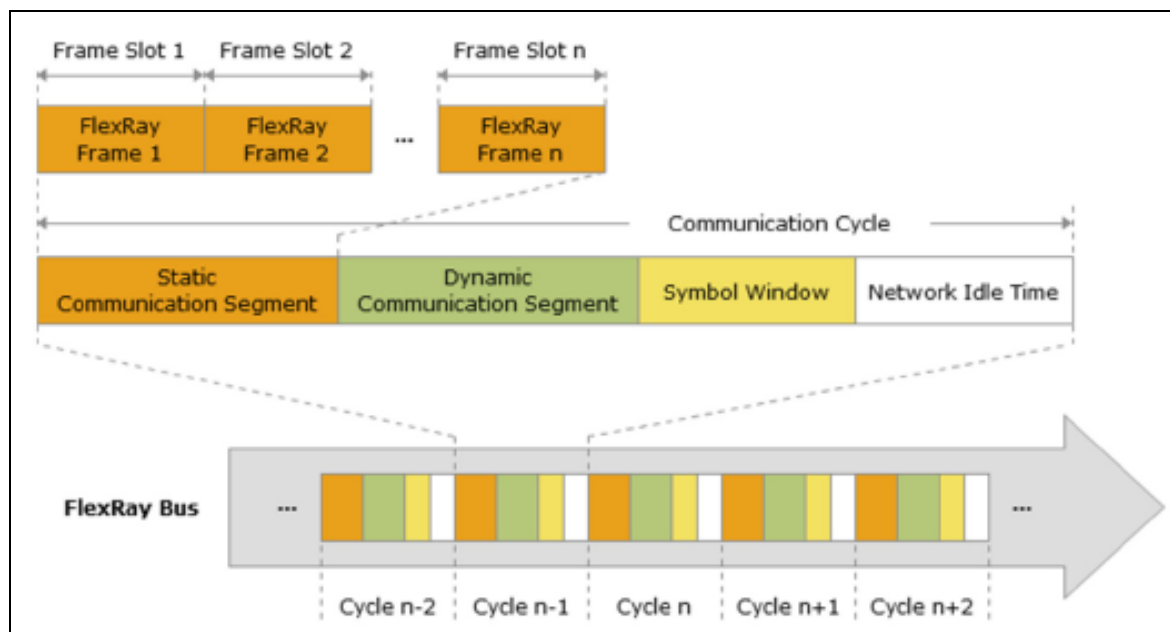 Frame Slot 1 Frame Slot 2 Frame Slot n
FlexRay FlexRay FlexRay
Frame 1 Frame 2 ... Frame n
Communication Cycle
Static Dynamic
Communication Segment Communication Segment Symbol Window Network Idle Time
FlexRay Bus ... ...
Cycle n-2 Cycle n-1 Cycle n Cycle n+1 Cycle n+2